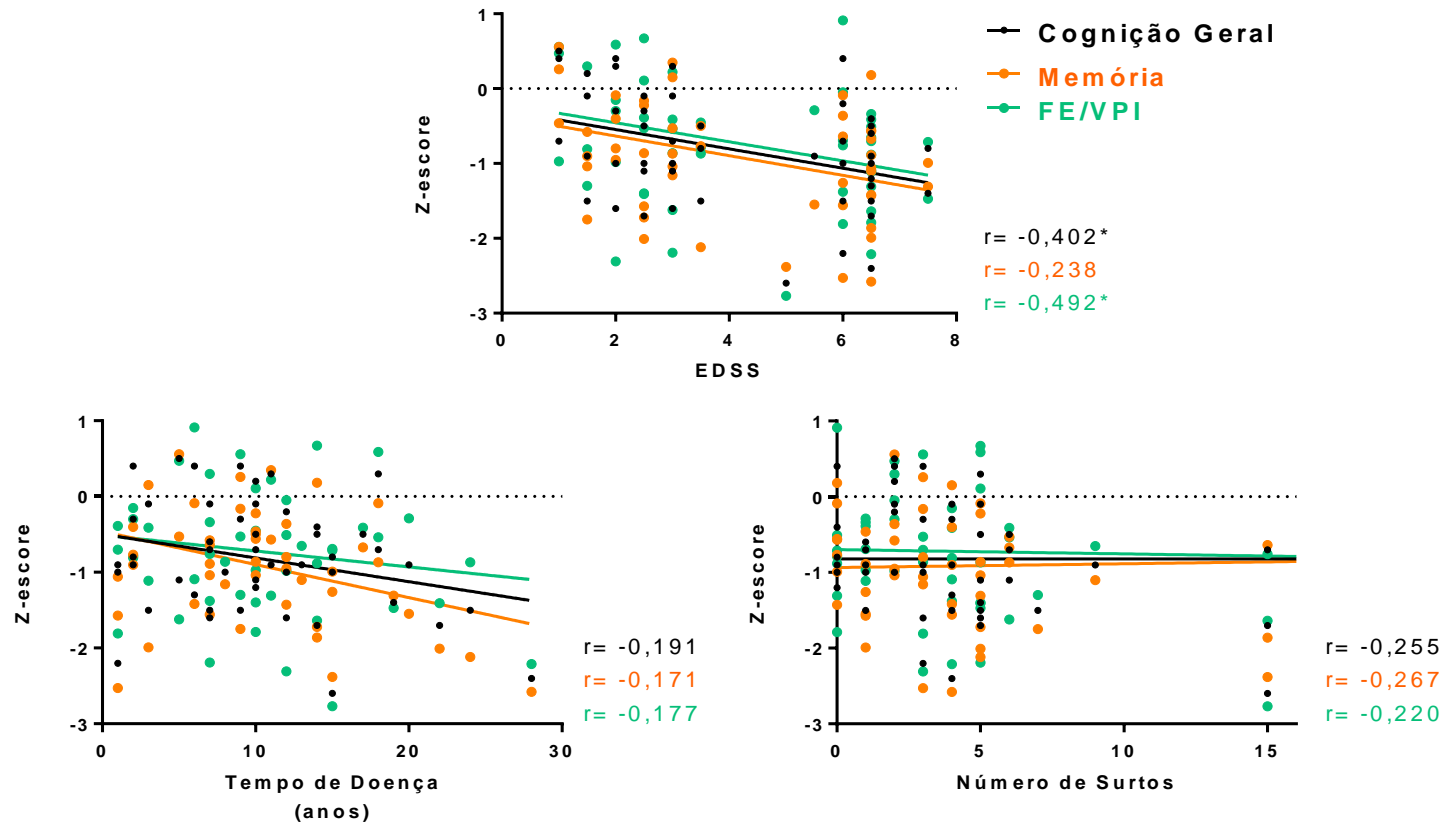 1
0
-1
-2
-3
Z-escore
0
2
4
6
8
EDSS
Cognição Geral
Memória
FE/VPI
r= -0,402*
r= -0,238
r= -0,492*
1
0
-1
-2
-3
Z-escore
0
10
20
30
Tempo de Doença
(anos)
r= -0,191
r= -0,171
r= -0,177
1
0
-1
-2
-3
Z-escore
0
5
10
15
Número de Surtos
r= -0,255
r= -0,267
r= -0,220